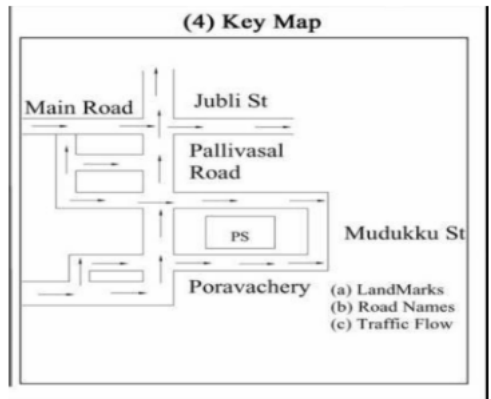 (4) Key Map
Main Road
Jubli St
Pallivasal
Road
PS
Mudukku St
Poravachery
(a) LandMarks
(b) Road Names
(c) Traffic Flow